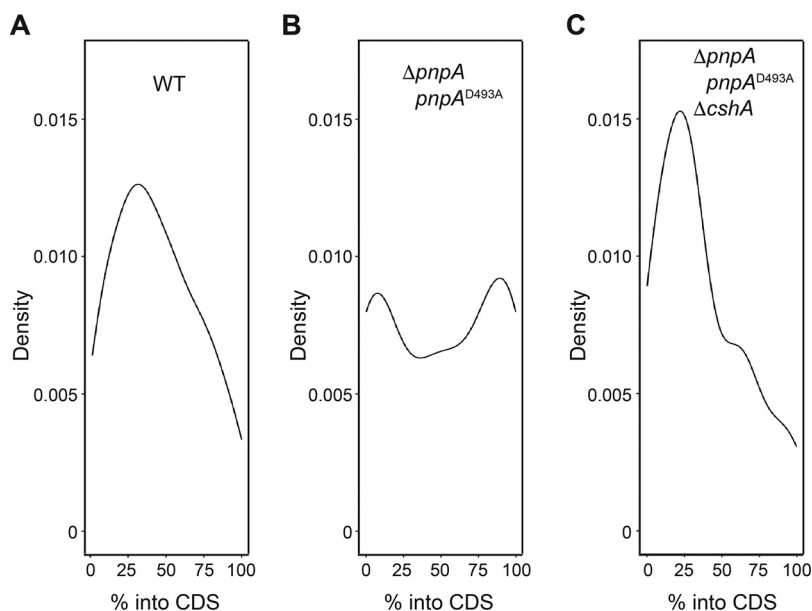 A
WT
0.015
0.010
0.005
0
Density
0
25
50
75
100
% into CDS
B
ΔpnpA
pnpAD493A
0.015
0.010
0.005
0
Density
0
25
50
75
100
% into CDS
C
ΔpnpA
pnpAD493A
ΔcshA
0.015
0.010
0.005
0
Density
0
25
50
75
100
% into CDS